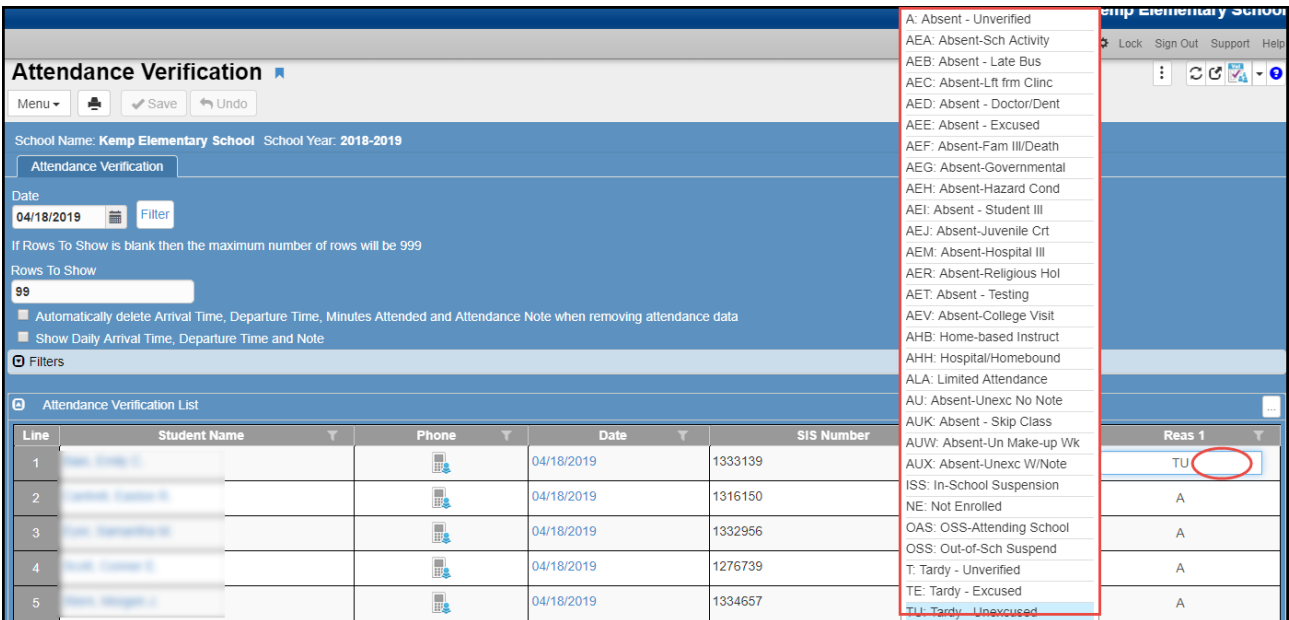 Kemp Elementary School
Lock Sign Out Support Help
Attendance Verification
Menu Save Undo
School Name: Kemp Elementary School School Year: 2018-2019
Attendance Verification
Date
04/18/2019 Filter
If Rows To Show is blank then the maximum number of rows will be 999
Rows To Show
99
Automatically delete Arrival Time, Departure Time, Minutes Attended and Attendance Note when removing attendance data
Show Daily Arrival Time, Departure Time and Note
Filters
Attendance Verification List
...
Line Student Name Phone Date SIS Number Reas 1
1 04/18/2019 1333139 TU
2 04/18/2019 1316150 A
3 04/18/2019 1332956 A
4 04/18/2019 1276739 A
5 04/18/2019 1334657 A
A: Absent - Unverified
AEA: Absent-Sch Activity
AEB: Absent - Late Bus
AEC: Absent-Lft frm Clinc
AED: Absent - Doctor/Dent
AEE: Absent - Excused
AEF: Absent-Fam Ill/Death
AEG: Absent-Governmental
AEH: Absent-Hazard Cond
AEI: Absent - Student Ill
AEJ: Absent-Juvenile Crt
AEM: Absent-Hospital Ill
AER: Absent-Religious Hol
AET: Absent - Testing
AEV: Absent-College Visit
AHB: Home-based Instruct
AHH: Hospital/Homebound
ALA: Limited Attendance
AU: Absent-Unexc No Note
AUK: Absent - Skip Class
AUW: Absent-Un Make-up Wk
AUX: Absent-Unexc W/Note
ISS: In-School Suspension
NE: Not Enrolled
OAS: OSS-Attending School
OSS: Out-of-Sch Suspend
T: Tardy - Unverified
TE: Tardy - Excused
TU: Tardy - Unexcused